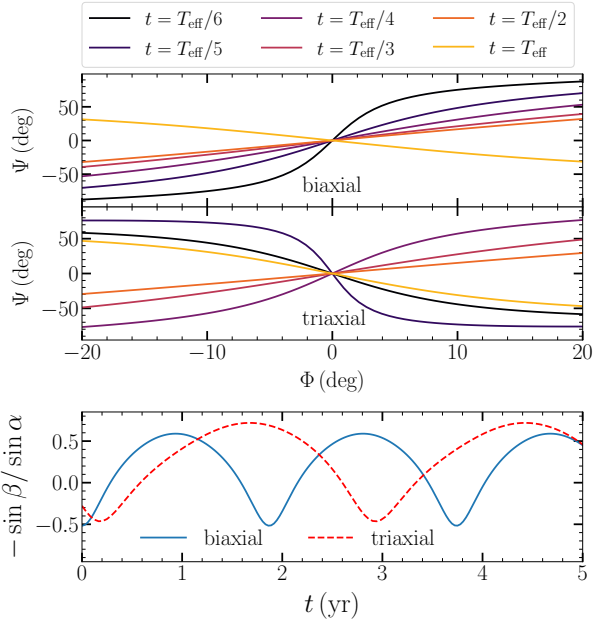 t = T_eff/6 t = T_eff/4 t = T_eff/2
t = T_eff/5 t = T_eff/3 t = T_eff
Ψ (deg)
50
0
−50
biaxial
Ψ (deg)
50
0
−50
triaxial
−20 −10 0 10 20
Φ (deg)
− sin β/ sin α
0.5
0.0
−0.5
biaxial triaxial
0 1 2 3 4 5
t (yr)